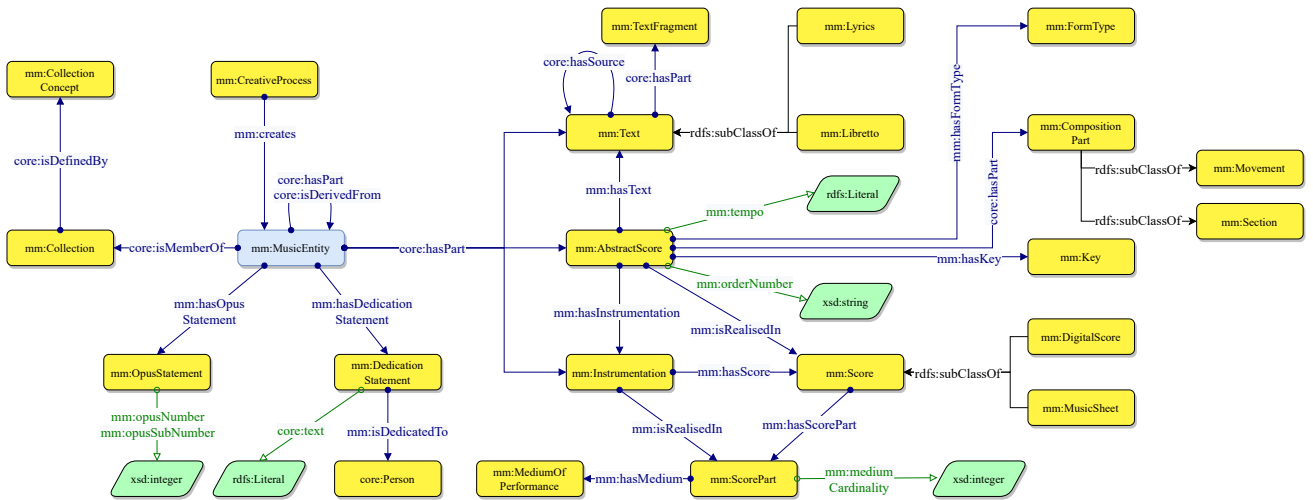 mm:TextFragment
mm:Lyrics
mm:FormType
mm:Collection
Concept
mm:CreativeProcess
core:hasSource
core:hasPart
mm:hasFormType
mm:creates
mm:Text
rdfs:subClassOf
mm:Libretto
mm:Composition
Part
core:isDefinedBy
core:hasPart
core:isDerivedFrom
mm:hasText
rdfs:Literal
core:hasPart
rdfs:subClassOf
mm:Movement
mm:tempo
rdfs:subClassOf
mm:Section
mm:Collection
core:isMemberOf
mm:MusicEntity
core:hasPart
mm:AbstractScore
mm:hasKey
mm:Key
mm:orderNumber
xsd:string
mm:hasOpus
Statement
mm:hasDedication
Statement
mm:hasInstrumentation
mm:isRealisedIn
mm:DigitalScore
mm:OpusStatement
mm:Dedication
Statement
mm:Instrumentation
mm:hasScore
mm:Score
rdfs:subClassOf
mm:MusicSheet
mm:opusNumber
mm:opusSubNumber
core:text
mm:isDedicatedTo
mm:isRealisedIn
mm:hasScorePart
xsd:integer
rdfs:Literal
core:Person
mm:MediumOf
Performance
mm:hasMedium
mm:ScorePart
mm:medium
Cardinality
xsd:integer